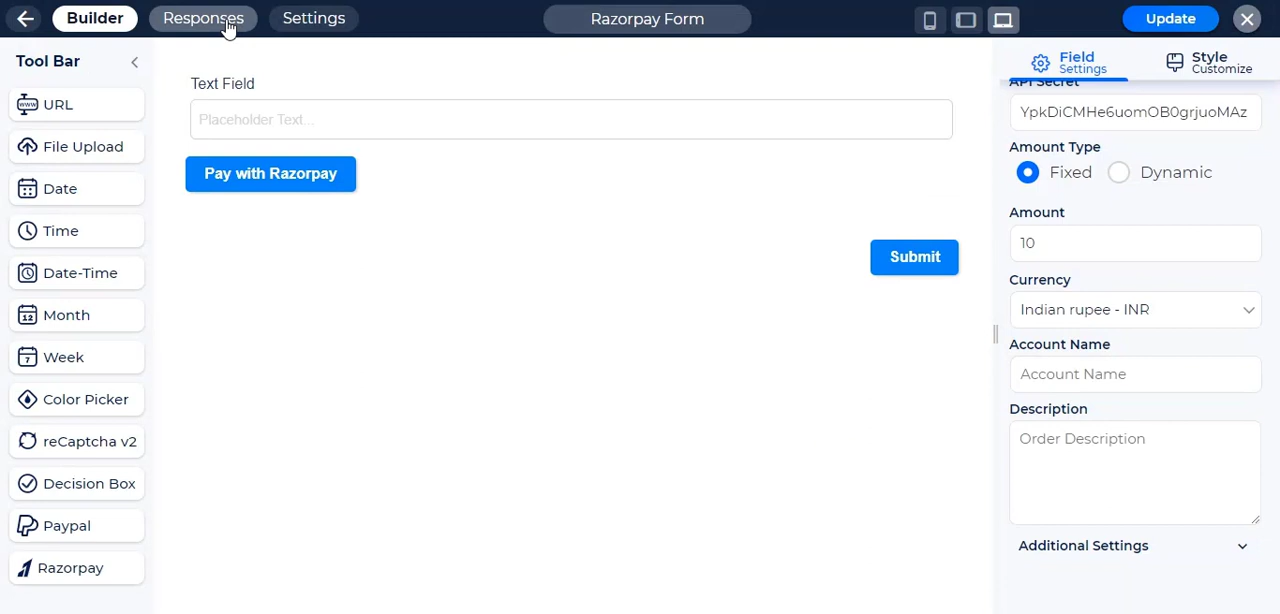 Builder
Responses
Settings
Razorpay Form
Update
Tool Bar
URL
File Upload
Date
Time
Date-Time
Month
Week
Color Picker
reCaptcha v2
Decision Box
Paypal
Razorpay
Text Field
Placeholder Text...
Pay with Razorpay
Submit
Field
Settings
Style
Customize
API Secret
YpkDiCMHe6uomOB0grjuoMAz
Amount Type
Fixed
Dynamic
Amount
10
Currency
Indian rupee - INR
Account Name
Account Name
Description
Order Description
Additional Settings